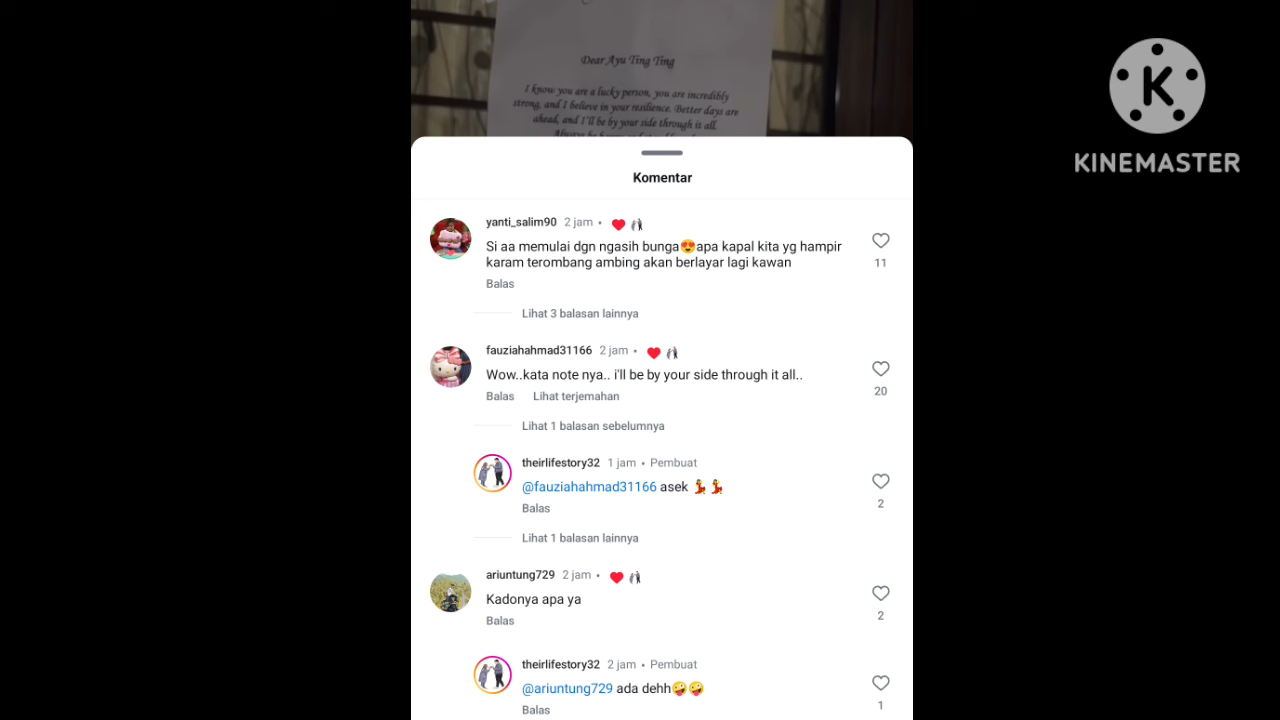 Dear Ayu Ting Ting
I know you are a lucky person, you are incredibly
strong, and I believe in your resilience. Better days are
ahead, and I'll be by your side through it all.
Always be happy and
K
KINEMASTER
Komentar
yanti_salim90 2 jam •
Si aa memulai dgn ngasih bunga😍apa kapal kita yg hampir
karam terombang ambing akan berlayar lagi kawan
11
Balas
Lihat 3 balasan lainnya
fauziahahmad31166 2 jam •
Wow..kata note nya.. i'll be by your side through it all..
20
Balas Lihat terjemahan
Lihat 1 balasan sebelumnya
theirlifestory32 1 jam • Pembuat
@fauziahahmad31166 asek 💃💃
2
Balas
Lihat 1 balasan lainnya
ariuntung729 2 jam •
Kadonya apa ya
2
Balas
theirlifestory32 2 jam • Pembuat
@ariuntung729 ada dehh🤪🤪
1
Balas